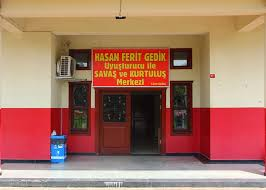 HASAN FERİT GEDİK
Uyuşturucu ile
SAVAŞ ve KURTULUŞ
Merkezi